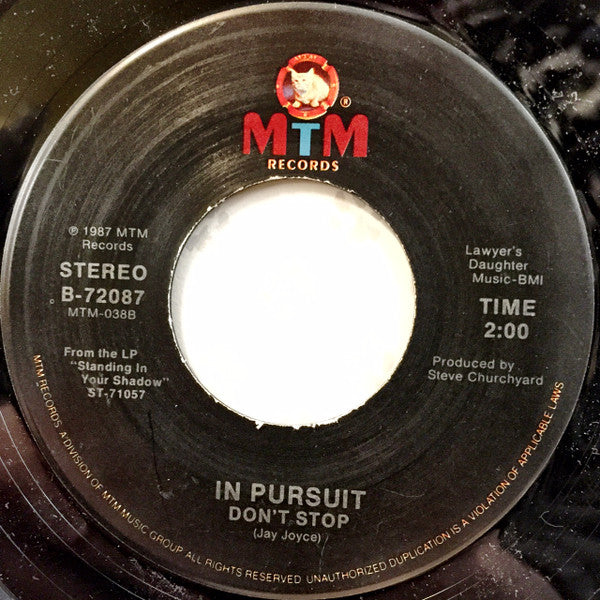 MTM
®
RECORDS
℗ 1987 MTM
Records
STEREO
B-72087
MTM-038B
From the LP
"Standing In
Your Shadow"
ST-71057
Lawyer's
Daughter
Music-BMI
TIME
2:00
Produced by
Steve Churchyard
IN PURSUIT
DON'T STOP
(Jay Joyce)
MTM RECORDS, A DIVISION OF MTM MUSIC GROUP ALL RIGHTS RESERVED. UNAUTHORIZED DUPLICATION IS A VIOLATION OF APPLICABLE LAWS